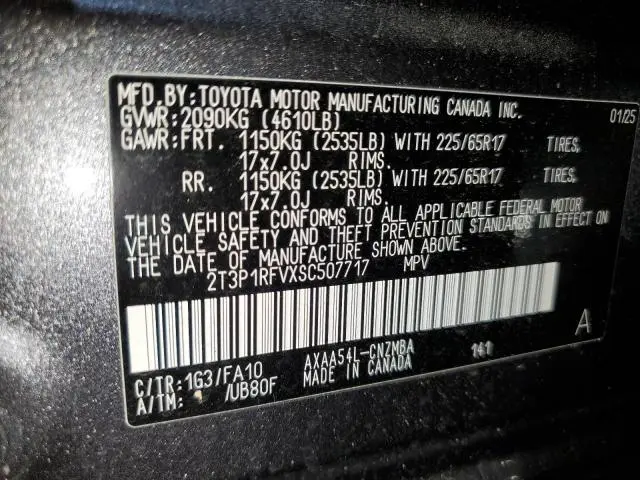 MFD.BY:TOYOTA MOTOR MANUFACTURING CANADA INC. 01/25
GVWR:2090KG (4610LB)
GAWR:FRT. 1150KG (2535LB) WITH 225/65R17 TIRES,
17x7.0J RIMS.
RR. 1150KG (2535LB) WITH 225/65R17 TIRES,
17x7.0J RIMS.
THIS VEHICLE CONFORMS TO ALL APPLICABLE FEDERAL MOTOR
VEHICLE SAFETY AND THEFT PREVENTION STANDARDS IN EFFECT ON
THE DATE OF MANUFACTURE SHOWN ABOVE.
2T3P1RFVXSC507717 MPV
A
C/TR:1G3/FA10 AXAA54L-CNZMBA 141
A/TM: /UB80F MADE IN CANADA